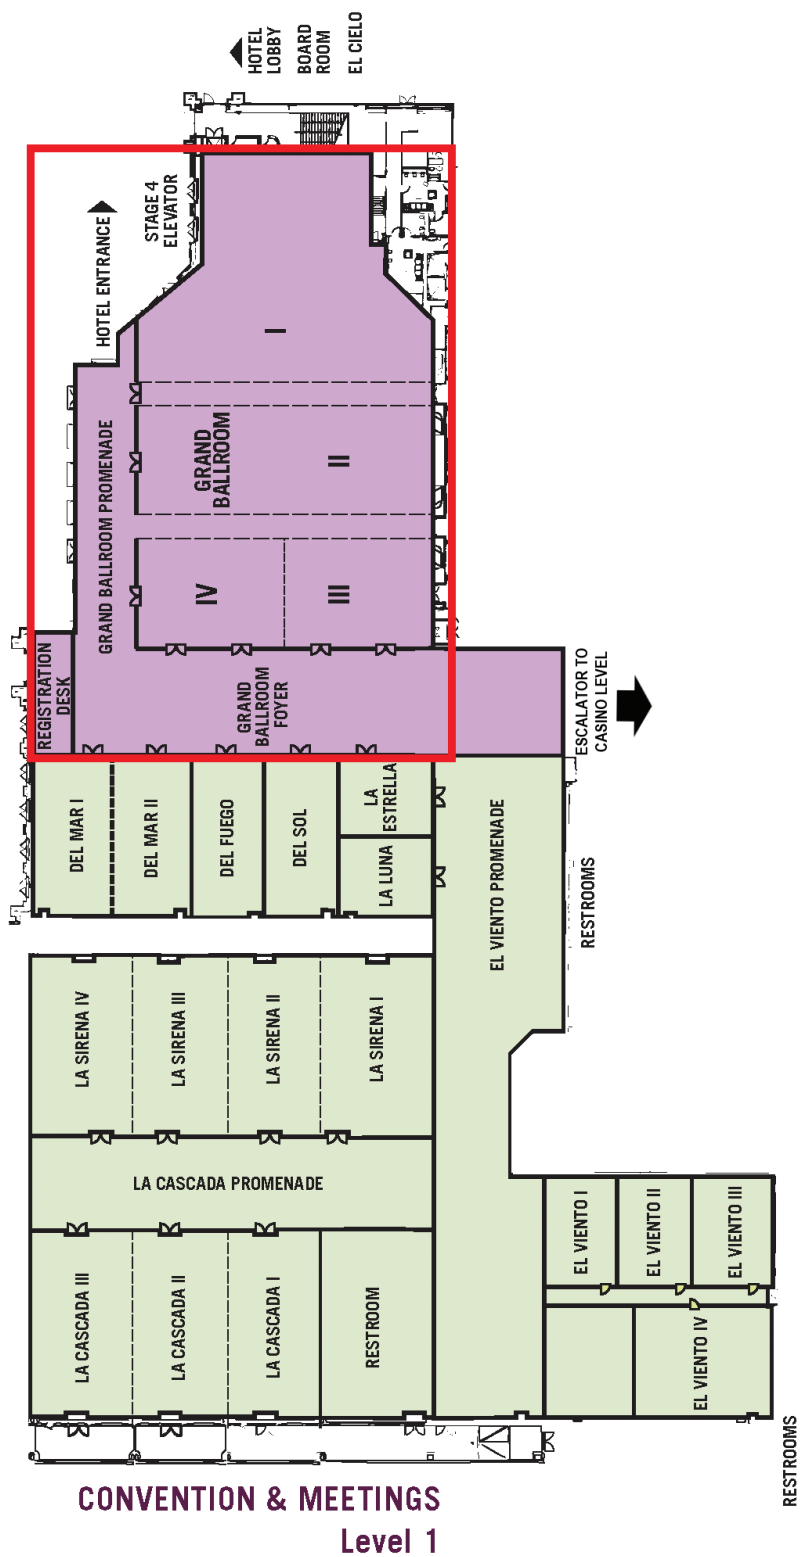 HOTEL
LOBBY
BOARD
ROOM
EL CIELO
STAGE 4
ELEVATOR
HOTEL ENTRANCE
I
GRAND
BALLROOM
II
GRAND BALLROOM PROMENADE
IV
III
REGISTRATION
DESK
GRAND
BALLROOM
FOYER
ESCALATOR TO
CASINO LEVEL
DEL MAR I
DEL MAR II
DEL FUEGO
DEL SOL
LA
ESTRELLA
LA LUNA
EL VIENTO PROMENADE
RESTROOMS
LA SIRENA IV
LA SIRENA III
LA SIRENA II
LA SIRENA I
LA CASCADA PROMENADE
LA CASCADA III
LA CASCADA II
LA CASCADA I
RESTROOM
EL VIENTO I
EL VIENTO II
EL VIENTO III
EL VIENTO IV
RESTROOMS
CONVENTION & MEETINGS
Level 1